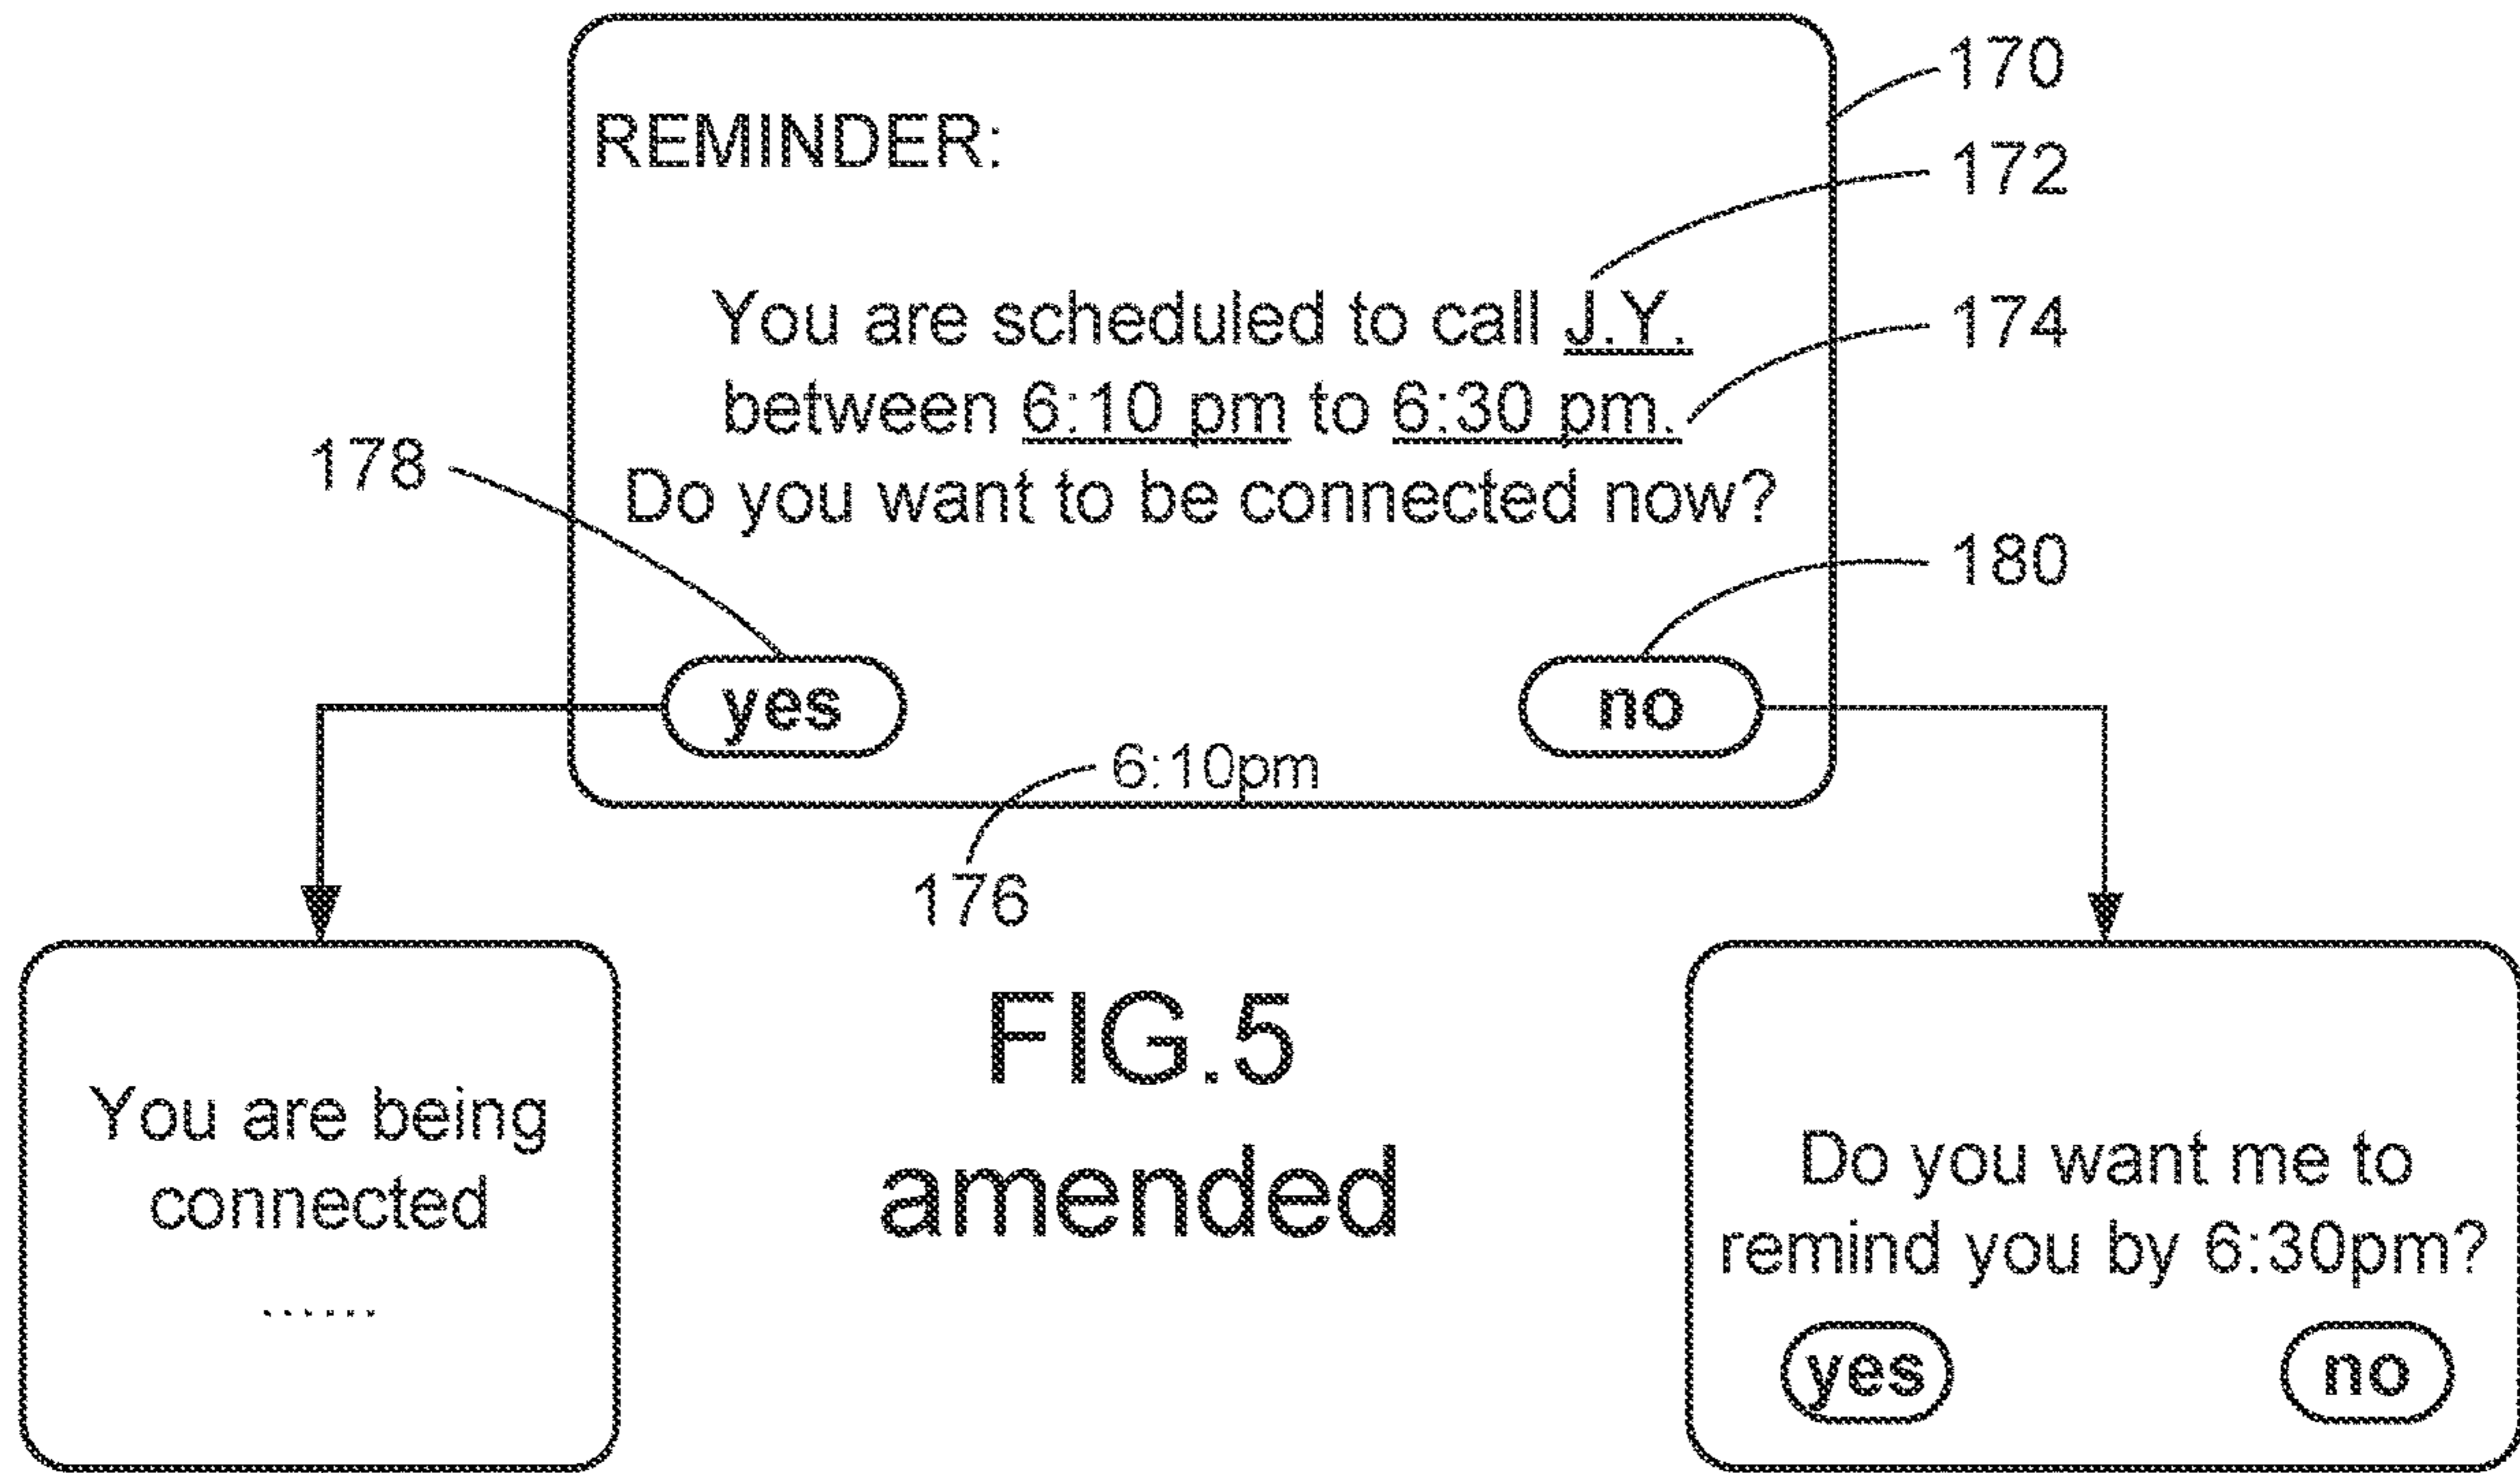 170
REMINDER:
172
You are scheduled to call J.Y.
174
between 6:10 pm to 6:30 pm.
178
Do you want to be connected now?
180
yes
no
6:10pm
176
FIG.5
amended
You are being
connected
......
Do you want me to
remind you by 6:30pm?
yes
no